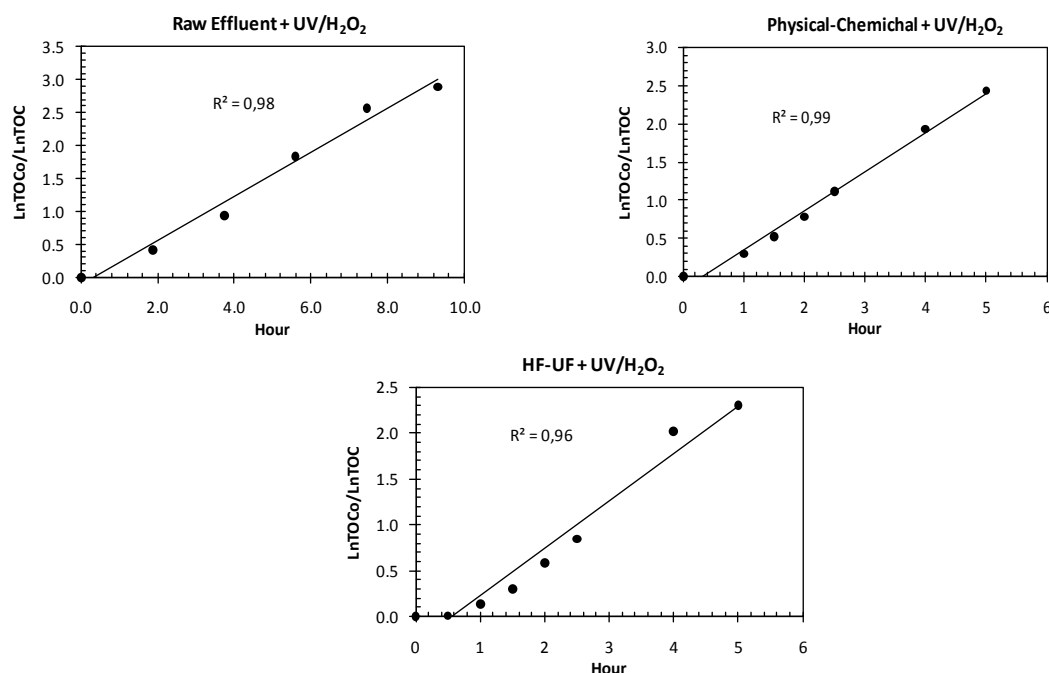 Raw Effluent + UV/H₂O₂
3.5
3.0
2.5
2.0
1.5
1.0
0.5
0.0
LnTOCo/LnTOC
R² = 0,98
0.0 2.0 4.0 6.0 8.0 10.0
Hour
Physical-Chemichal + UV/H₂O₂
3.0
2.5
2.0
1.5
1.0
0.5
0.0
LnTOCo/LnTOC
R² = 0,99
0 1 2 3 4 5 6
Hour
HF-UF + UV/H₂O₂
2.5
2.0
1.5
1.0
0.5
0.0
LnTOCo/LnTOC
R² = 0,96
0 1 2 3 4 5 6
Hour